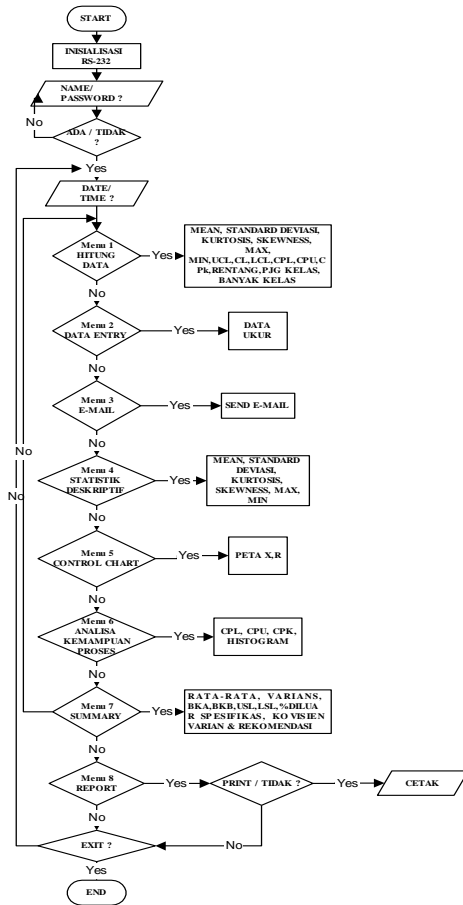 START
INISIALISASI
RS-232
NAME/
PASSWORD ?
No
ADA / TIDAK
?
Yes
DATE/
TIME ?
Menu 1
HITUNG
DATA
Yes
MEAN, STANDARD DEVIASI,
KURTOSIS, SKEWNESS,
MAX,
MIN,UCL,CL,LCL,CPL,CPU,C
Pk,RENTANG,PJG KELAS,
BANYAK KELAS
No
Menu 2
DATA ENTRY
Yes
DATA
UKUR
No
Menu 3
E-MAIL
Yes
SEND E-MAIL
No
No
No
Menu 4
STATISTIK
DESKRIPTIF
Yes
MEAN, STANDARD
DEVIASI,
KURTOSIS,
SKEWNESS, MAX,
MIN
No
Menu 5
CONTROL CHART
Yes
PETA X,R
No
Menu 6
ANALISA
KEMAMPUAN
PROSES
Yes
CPL, CPU, CPK,
HISTOGRAM
No
Menu 7
SUMMARY
Yes
RATA-RATA, VARIANS,
BKA,BKB,USL,LSL,%DILUA
R SPESIFIKAS, KOVISIEN
VARIAN & REKOMENDASI
No
Menu 8
REPORT
Yes
PRINT / TIDAK ?
Yes
CETAK
No
EXIT ?
No
Yes
END